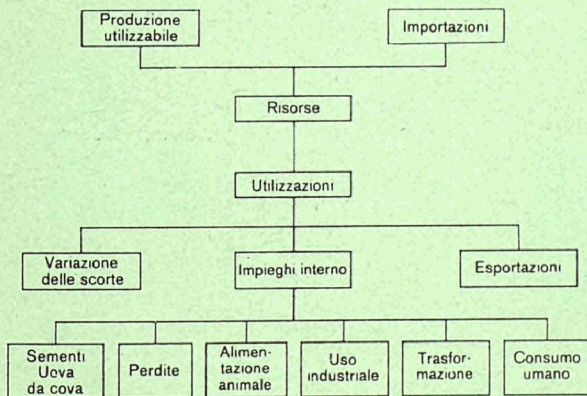 Produzione
utilizzabile
Importazioni
Risorse
Utilizzazioni
Variazione
delle scorte
Impieghi interno
Esportazioni
Sementi
Uova
da cova
Perdite
Alimen-
tazione
animale
Uso
industriale
Trasfor-
mazione
Consumo
umano